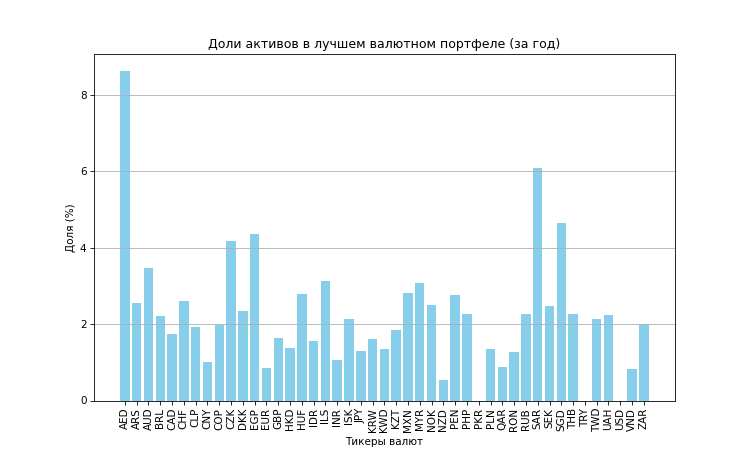 Доли активов в лучшем валютном портфеле (за год)
Доля (%)
8
6
4
2
0
AED ARS AUD BRL CAD CHF CLP CNY COP CZK DKK EGP EUR GBP HKD HUF IDR ILS INR ISK JPY KRW KWD KZT MXN MYR NOK NZD PEN PHP PKR PLN QAR RON RUB SAR SEK SGD THB TRY TWD UAH USD VND ZAR
Тикеры валют